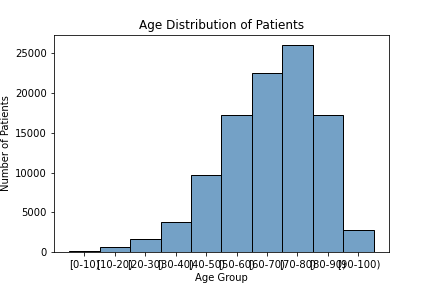 Age Distribution of Patients
Number of Patients
25000
20000
15000
10000
5000
0
[0-10) [10-20) [20-30) [30-40) [40-50) [50-60) [60-70) [70-80) [80-90) [90-100)
Age Group